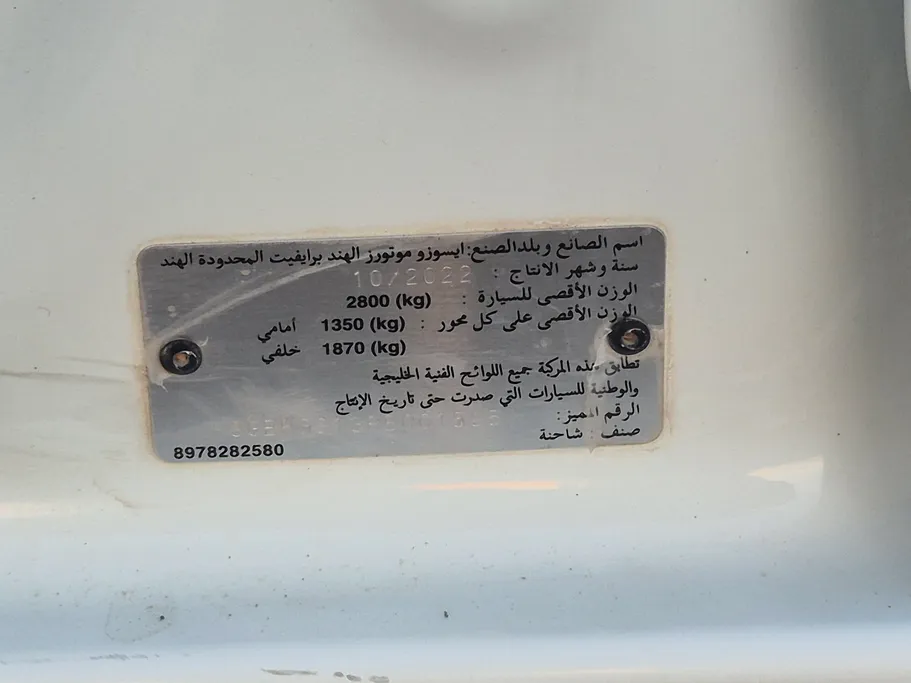 اسم الصانع وبلدالصنع: ايسوزو موتورز الهند برايفيت المحدودة الهند
سنة وشهر الانتاج : 10/2022
الوزن الأقصى للسيارة : 2800 (kg)
الوزن الأقصى على كل محور : 1350 (kg) أمامي
1870 (kg) خلفي
تطابق هذه المركبة جميع اللوائح الفنية الخليجية
والوطنية للسيارات التي صدرت حتى تاريخ الإنتاج
الرقم المميز:
صنف : شاحنة
8978282580